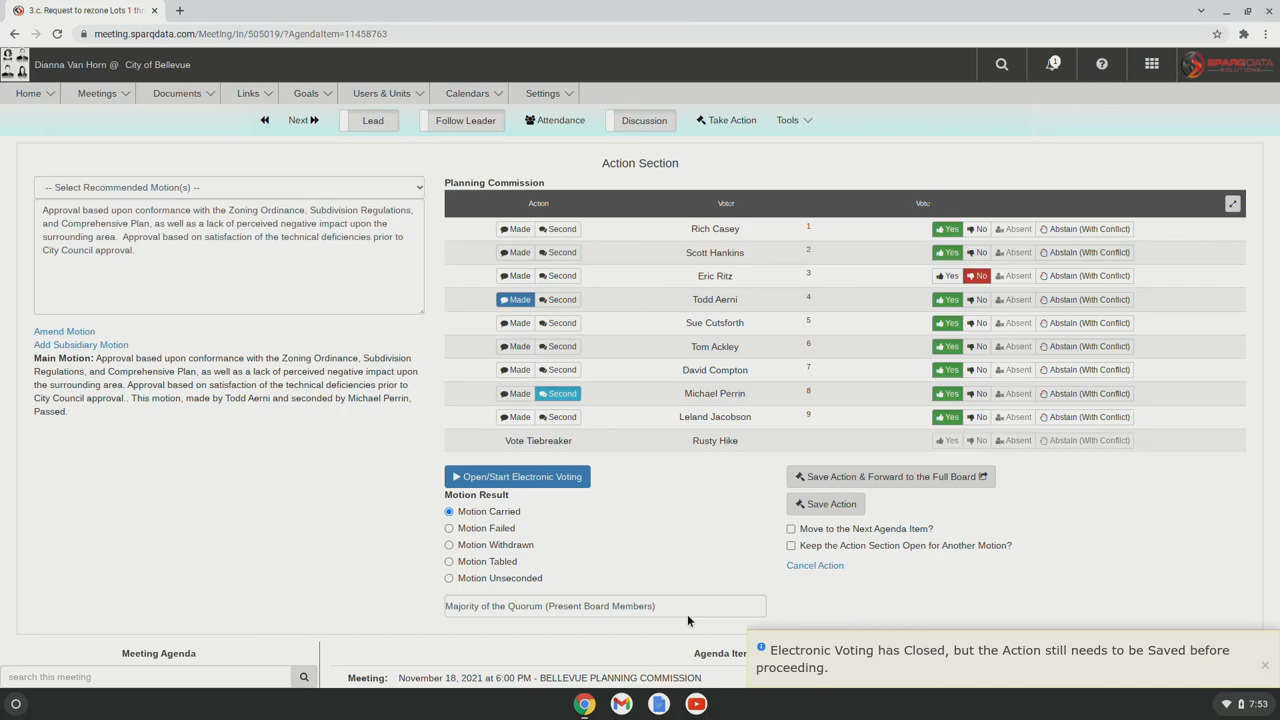 3.c. Request to rezone Lots 1 th
meeting.sparqdata.com/Meeting/In/505019/?AgendaItem=11458763
Dianna Van Horn @ City of Bellevue
1
SPARQDATA
SOLUTIONS
Home Meetings Documents Links Goals Users & Units Calendars Settings
Next Lead Follow Leader Attendance Discussion Take Action Tools
Action Section
-- Select Recommended Motion(s) --
Approval based upon conformance with the Zoning Ordinance, Subdivision Regulations,
and Comprehensive Plan, as well as a lack of perceived negative impact upon the
surrounding area. Approval based on satisfaction of the technical deficiencies prior to
City Council approval.
Amend Motion
Add Subsidiary Motion
Main Motion: Approval based upon conformance with the Zoning Ordinance, Subdivision
Regulations, and Comprehensive Plan, as well as a lack of perceived negative impact upon
the surrounding area. Approval based on satisfaction of the technical deficiencies prior to
City Council approval.. This motion, made by Todd Aerni and seconded by Michael Perrin,
Passed.
Planning Commission
Action Voter Vote
Made Second Rich Casey 1 Yes No Absent Abstain (With Conflict)
Made Second Scott Hankins 2 Yes No Absent Abstain (With Conflict)
Made Second Eric Ritz 3 Yes No Absent Abstain (With Conflict)
Made Second Todd Aerni 4 Yes No Absent Abstain (With Conflict)
Made Second Sue Cutsforth 5 Yes No Absent Abstain (With Conflict)
Made Second Tom Ackley 6 Yes No Absent Abstain (With Conflict)
Made Second David Compton 7 Yes No Absent Abstain (With Conflict)
Made Second Michael Perrin 8 Yes No Absent Abstain (With Conflict)
Made Second Leland Jacobson 9 Yes No Absent Abstain (With Conflict)
Vote Tiebreaker Rusty Hike Yes No Absent Abstain (With Conflict)
Open/Start Electronic Voting
Motion Result
Motion Carried
Motion Failed
Motion Withdrawn
Motion Tabled
Motion Unseconded
Majority of the Quorum (Present Board Members)
Save Action & Forward to the Full Board
Save Action
Move to the Next Agenda Item?
Keep the Action Section Open for Another Motion?
Cancel Action
Electronic Voting has Closed, but the Action still needs to be Saved before
proceeding.
Meeting Agenda
search this meeting
Agenda Iter
Meeting: November 18, 2021 at 6:00 PM - BELLEVUE PLANNING COMMISSION
7:53